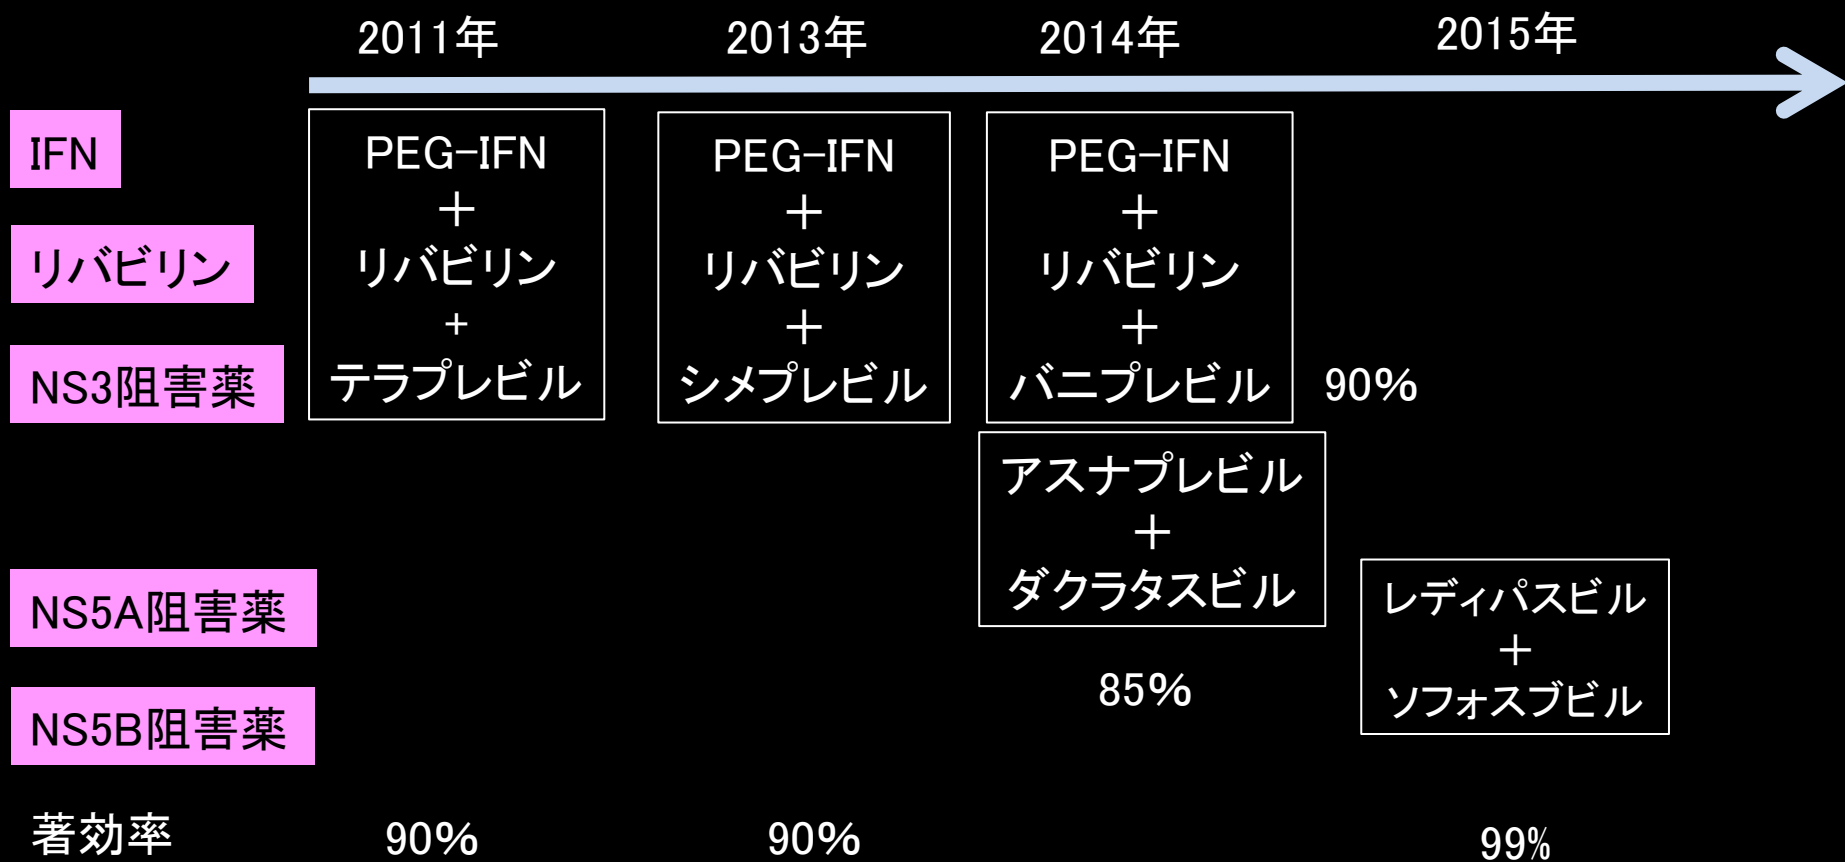 2011年 2013年 2014年 2015年
IFN
リバビリン
NS3阻害薬
NS5A阻害薬
NS5B阻害薬
著効率
PEG-IFN
+
リバビリン
+
テラプレビル
90%
PEG-IFN
+
リバビリン
+
シメプレビル
90%
PEG-IFN
+
リバビリン
+
バニプレビル
90%
アスナプレビル
+
ダクラタスビル
85%
レディパスビル
+
ソフォスブビル
99%